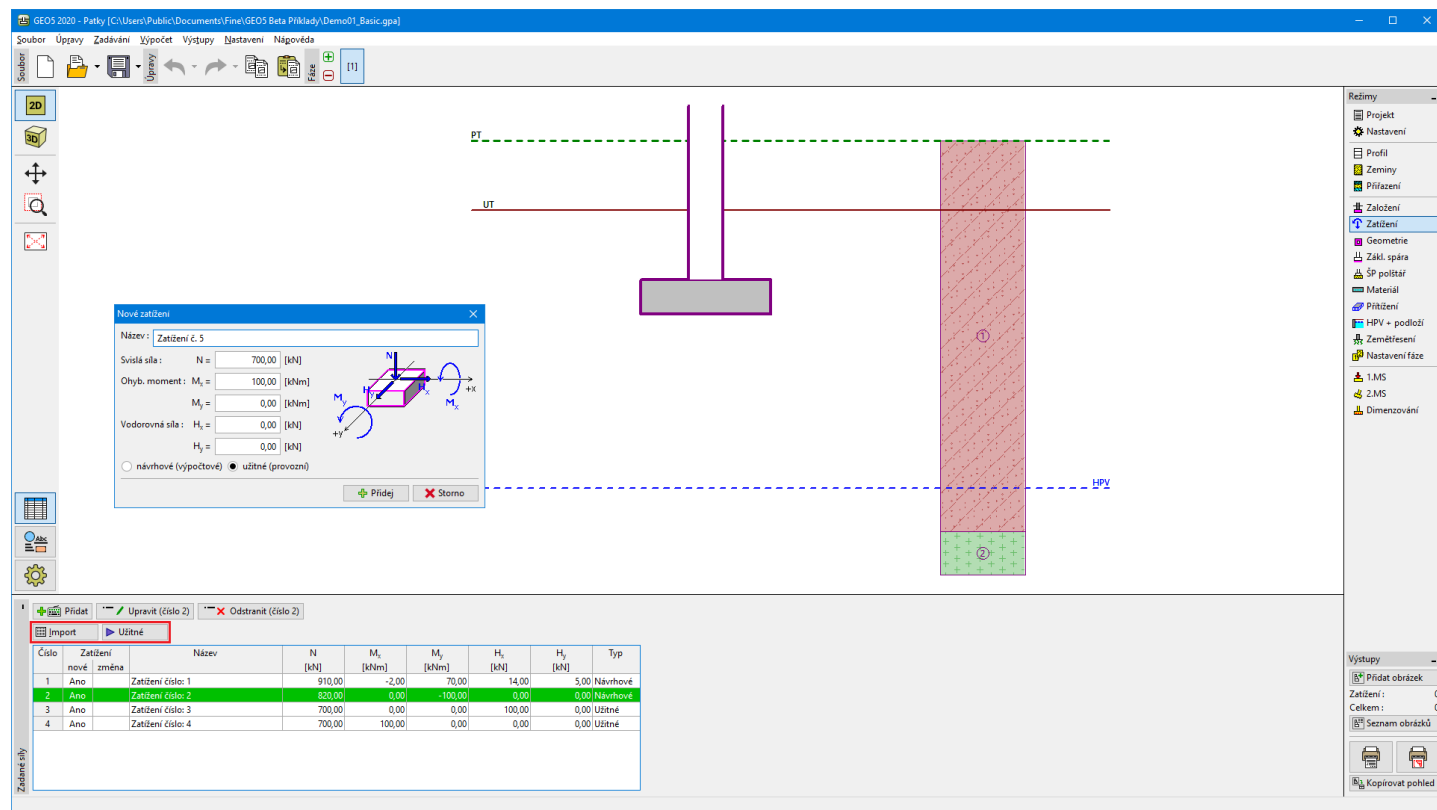 GEO5 2020 - Patky [C:\Users\Public\Documents\Fine\GEO5 Beta Příklady\Demo01_Basic.gpa]
Soubor Úpravy Zadávání Výpočet Výstupy Nastavení Nápověda
Soubor
Úpravy
Fáze
[1]
2D
3D
PT
UT
HPV
1
2
Nové zatížení
Název : Zatížení č. 5
Svislá síla : N = 700,00 [kN]
Ohyb. moment : Mx = 100,00 [kNm]
My = 0,00 [kNm]
Vodorovná síla : Hx = 0,00 [kN]
Hy = 0,00 [kN]
návrhové (výpočtové) užitné (provozní)
N
Hy Hx +x
My Mx
+y
Přidej Storno
Režimy
Projekt
Nastavení
Profil
Zeminy
Přiřazení
Založení
Zatížení
Geometrie
Zákl. spára
ŠP polštář
Materiál
Přitížení
HPV + podloží
Zemětřesení
Nastavení fáze
1.MS
2.MS
Dimenzování
Abc
Přidat Upravit (číslo 2) Odstranit (číslo 2)
Import Užitné
Číslo Zatížení Název N Mx My Hx Hy Typ
nové změna [kN] [kNm] [kNm] [kN] [kN]
1 Ano Zatížení číslo: 1 910,00 -2,00 70,00 14,00 5,00 Návrhové
2 Ano Zatížení číslo: 2 820,00 0,00 -100,00 0,00 0,00 Návrhové
3 Ano Zatížení číslo: 3 700,00 0,00 0,00 100,00 0,00 Užitné
4 Ano Zatížení číslo: 4 700,00 100,00 0,00 0,00 0,00 Užitné
Zadané síly
Výstupy
Přidat obrázek
Zatížení : 0
Celkem : 0
Seznam obrázků
Kopírovat pohled